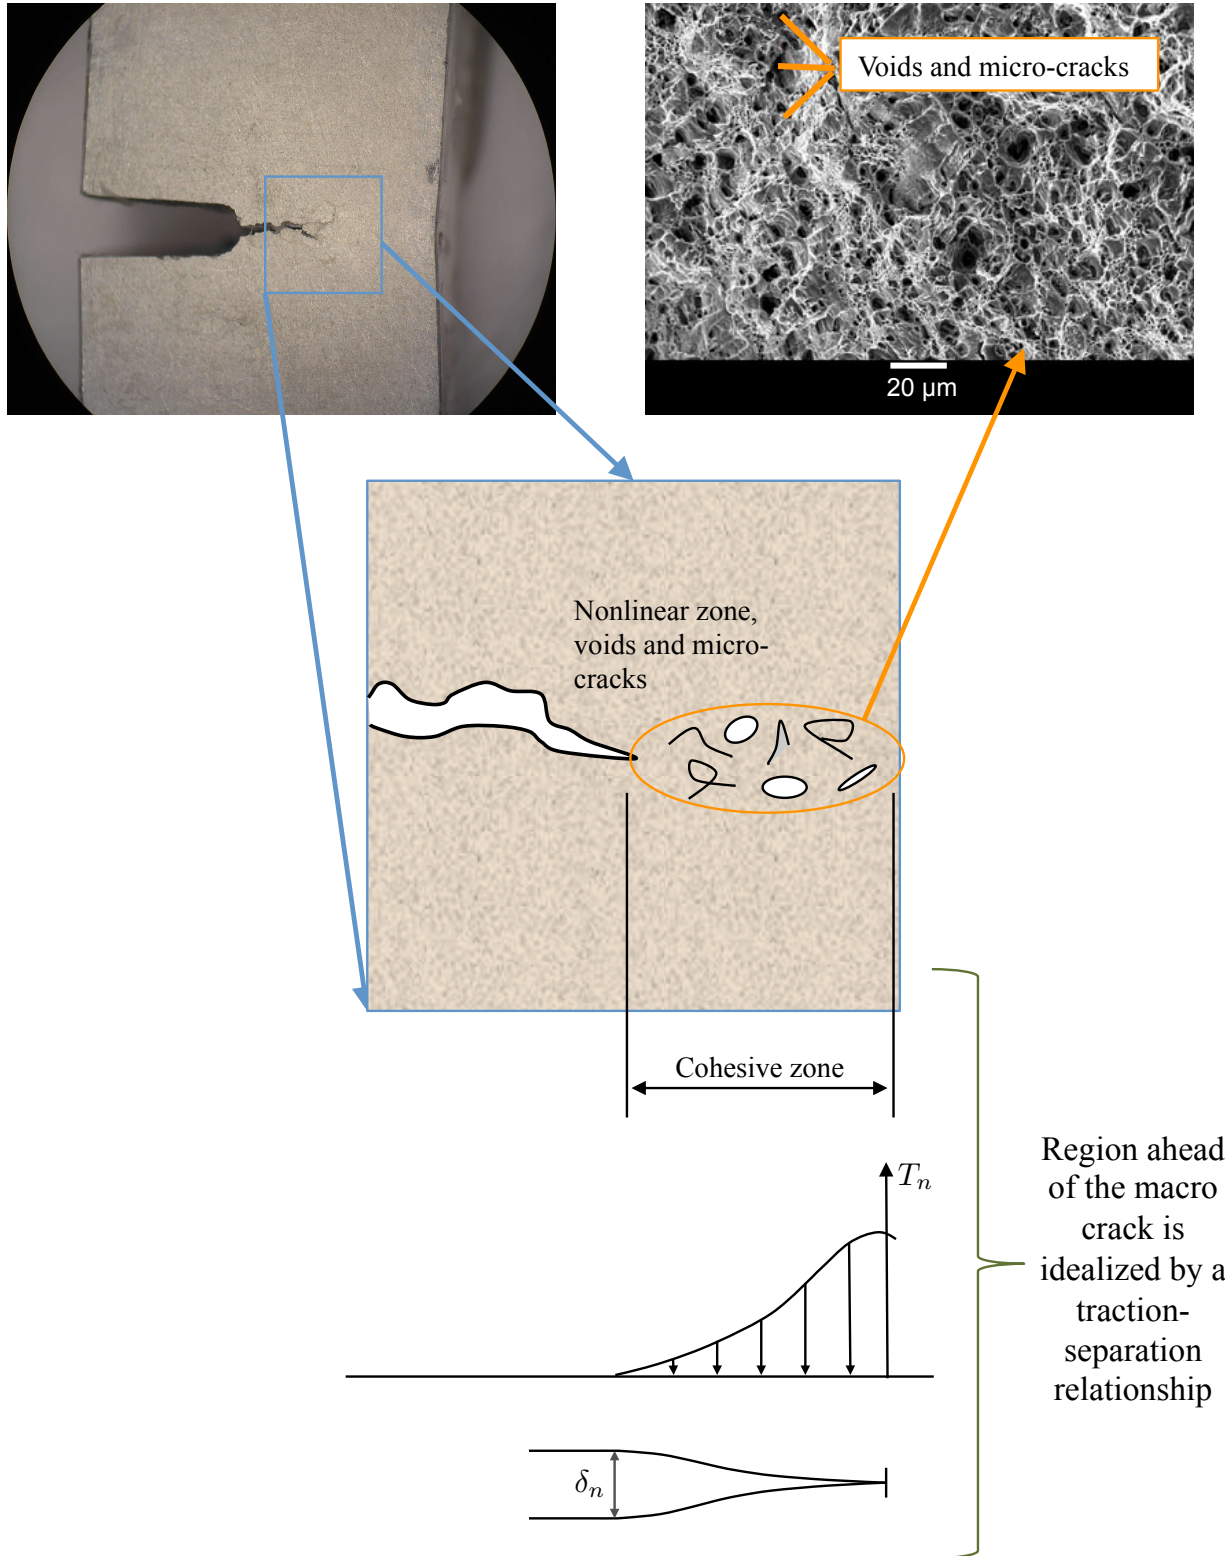 Voids and micro-cracks
20 μm
Nonlinear zone,
voids and micro-
cracks
Cohesive zone
Tₙ
Region ahead
of the macro
crack is
idealized by a
traction-
separation
relationship
δₙ